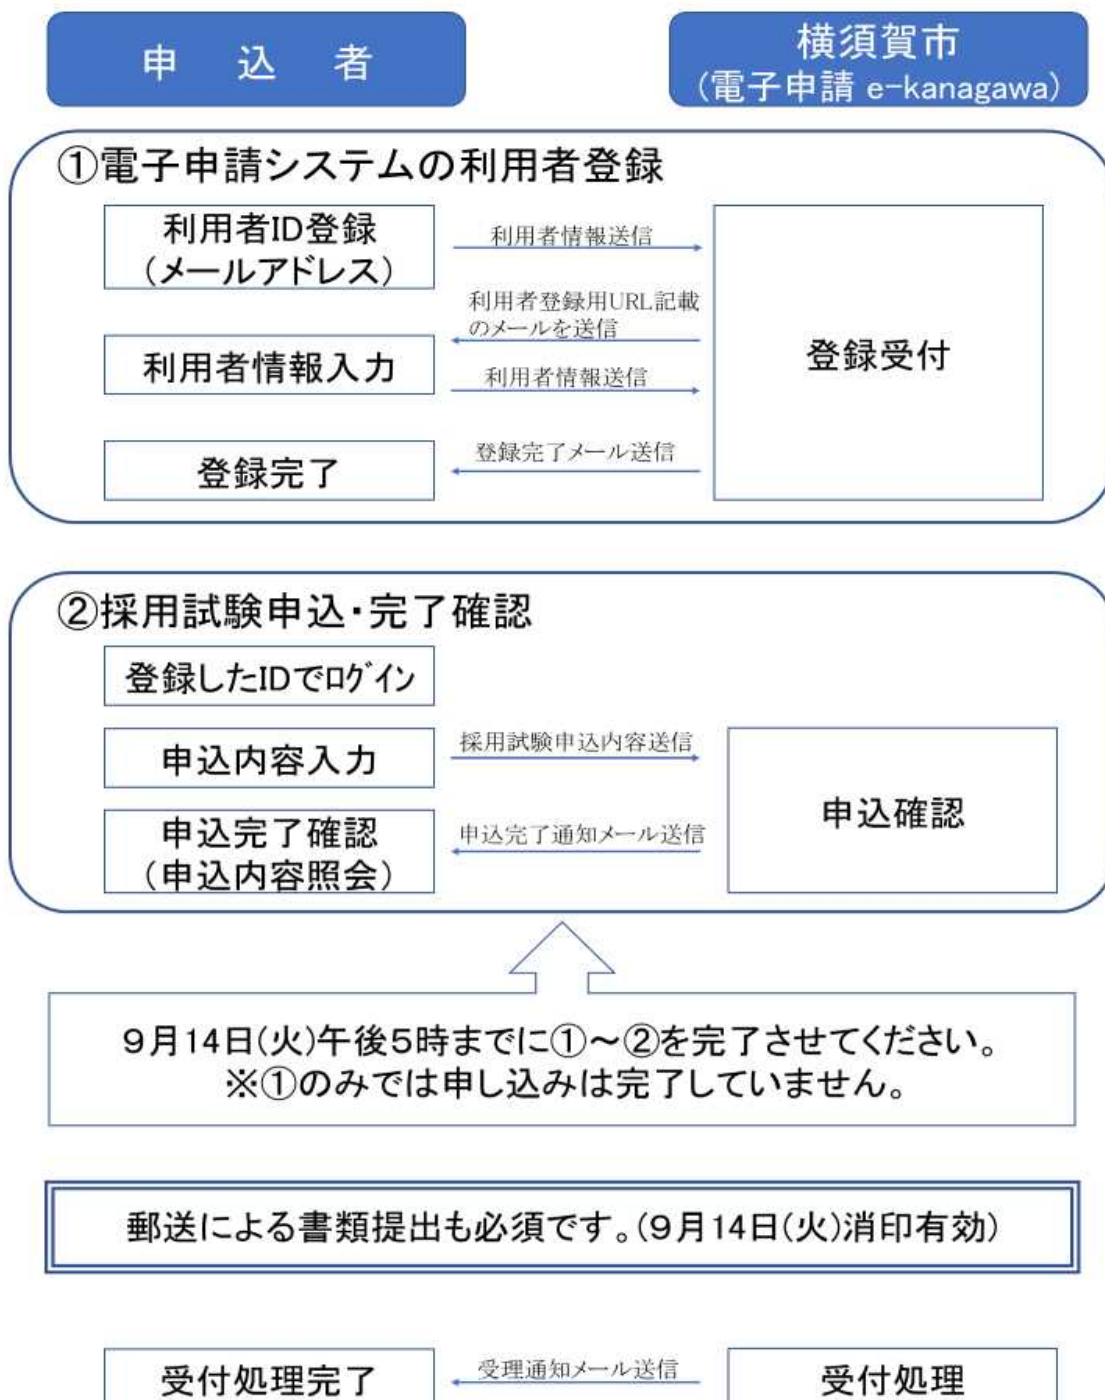 申 込 者
横須賀市
(電子申請 e-kanagawa)
①電子申請システムの利用者登録
利用者ID登録
(メールアドレス)
利用者情報送信
利用者登録用URL記載
のメールを送信
利用者情報入力
利用者情報送信
登録完了メール送信
登録完了
登録受付
②採用試験申込・完了確認
登録したIDでログイン
申込内容入力
採用試験申込内容送信
申込完了確認
(申込内容照会)
申込完了通知メール送信
申込確認
9月14日(火)午後5時までに①~②を完了させてください。
※①のみでは申し込みは完了していません。
郵送による書類提出も必須です。(9月14日(火)消印有効)
受付処理完了
受理通知メール送信
受付処理